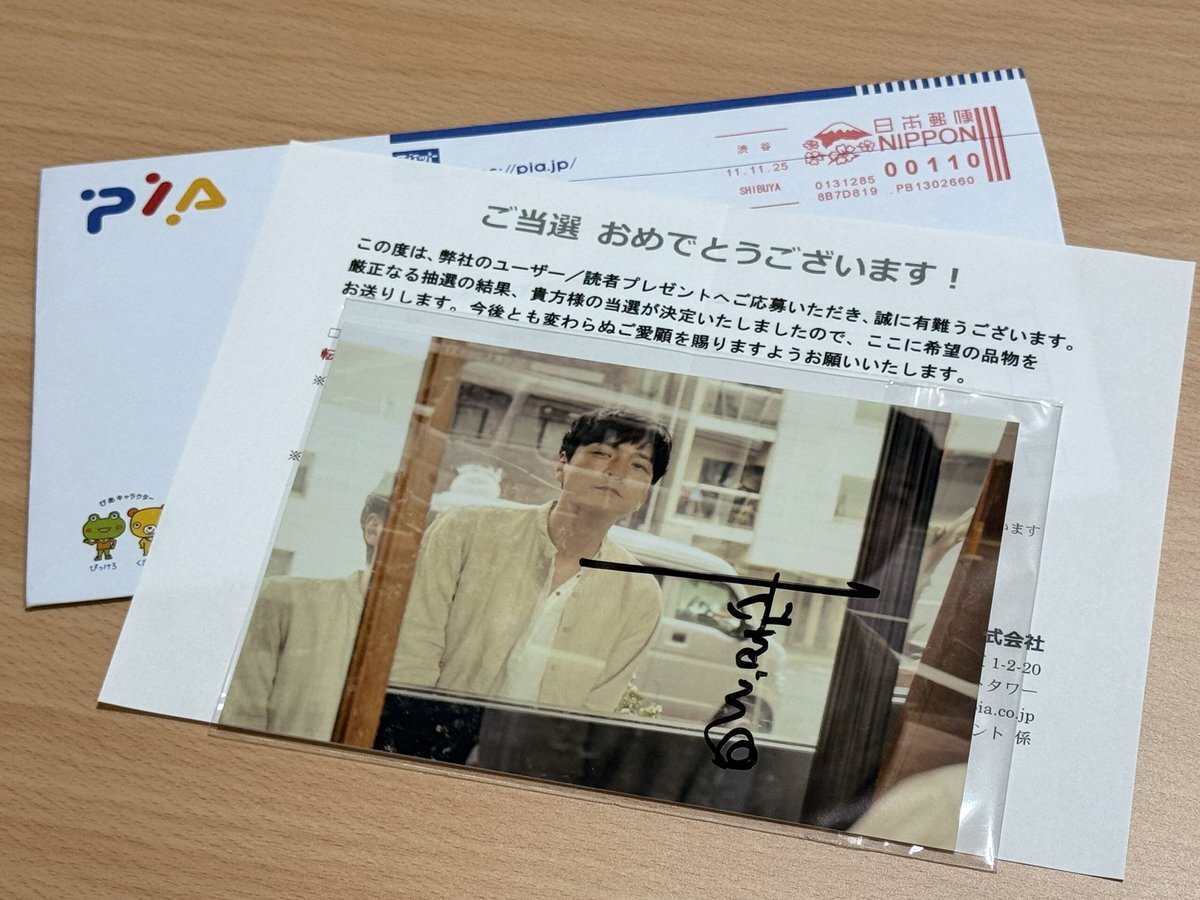 PIA
チケット
://pia.jp/
渋谷
11.11.25
SHIBUYA
日本郵便
NIPPON
00110
0131285
8B7D819 PB1302660
ご当選 おめでとうございます！
この度は、弊社のユーザー／読者プレゼントへご応募いただき、誠に有難うございます。
厳正なる抽選の結果、貴方様の当選が決定いたしましたので、ここに希望の品物を
お送りします。今後とも変わらぬご愛顧を賜りますようお願いいたします。
転
※
※
います
式会社
1-2-20
トタワー
pia.co.jp
ント 係
ぴあキャラクター
ぴっけろ